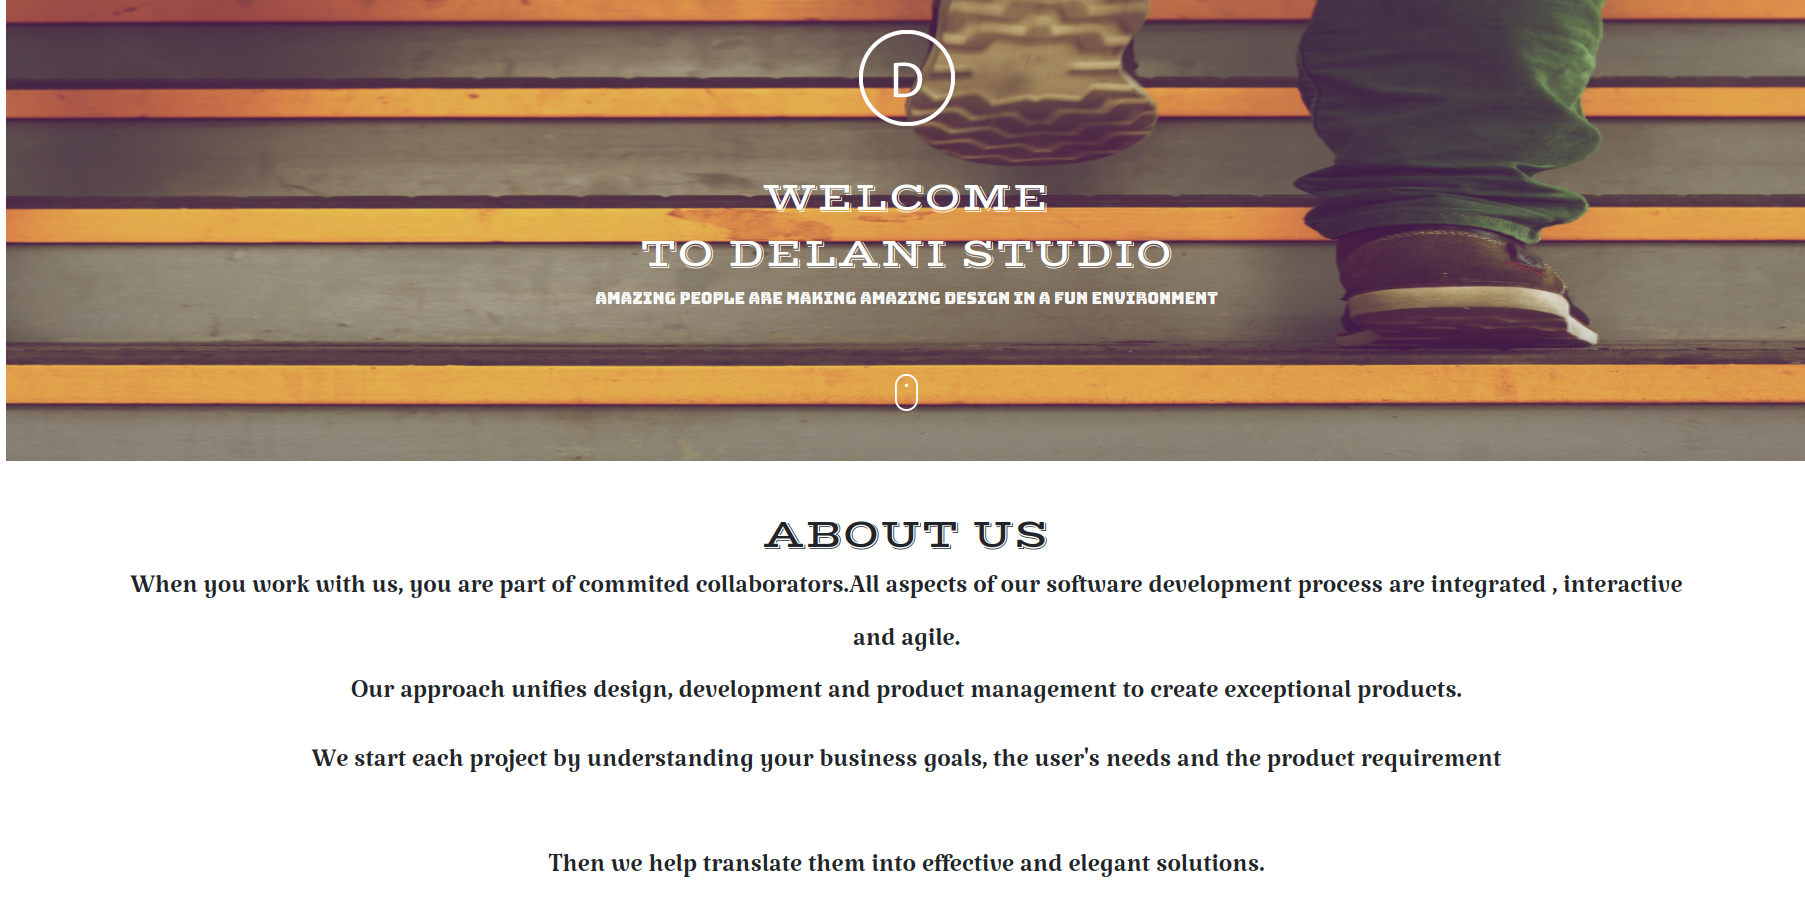 D
WELCOME
TO DELANI STUDIO
AMAZING PEOPLE ARE MAKING AMAZING DESIGN IN A FUN ENVIRONMENT
ABOUT US
When you work with us, you are part of commited collaborators.All aspects of our software development process are integrated , interactive
and agile.
Our approach unifies design, development and product management to create exceptional products.
We start each project by understanding your business goals, the user's needs and the product requirement
Then we help translate them into effective and elegant solutions.